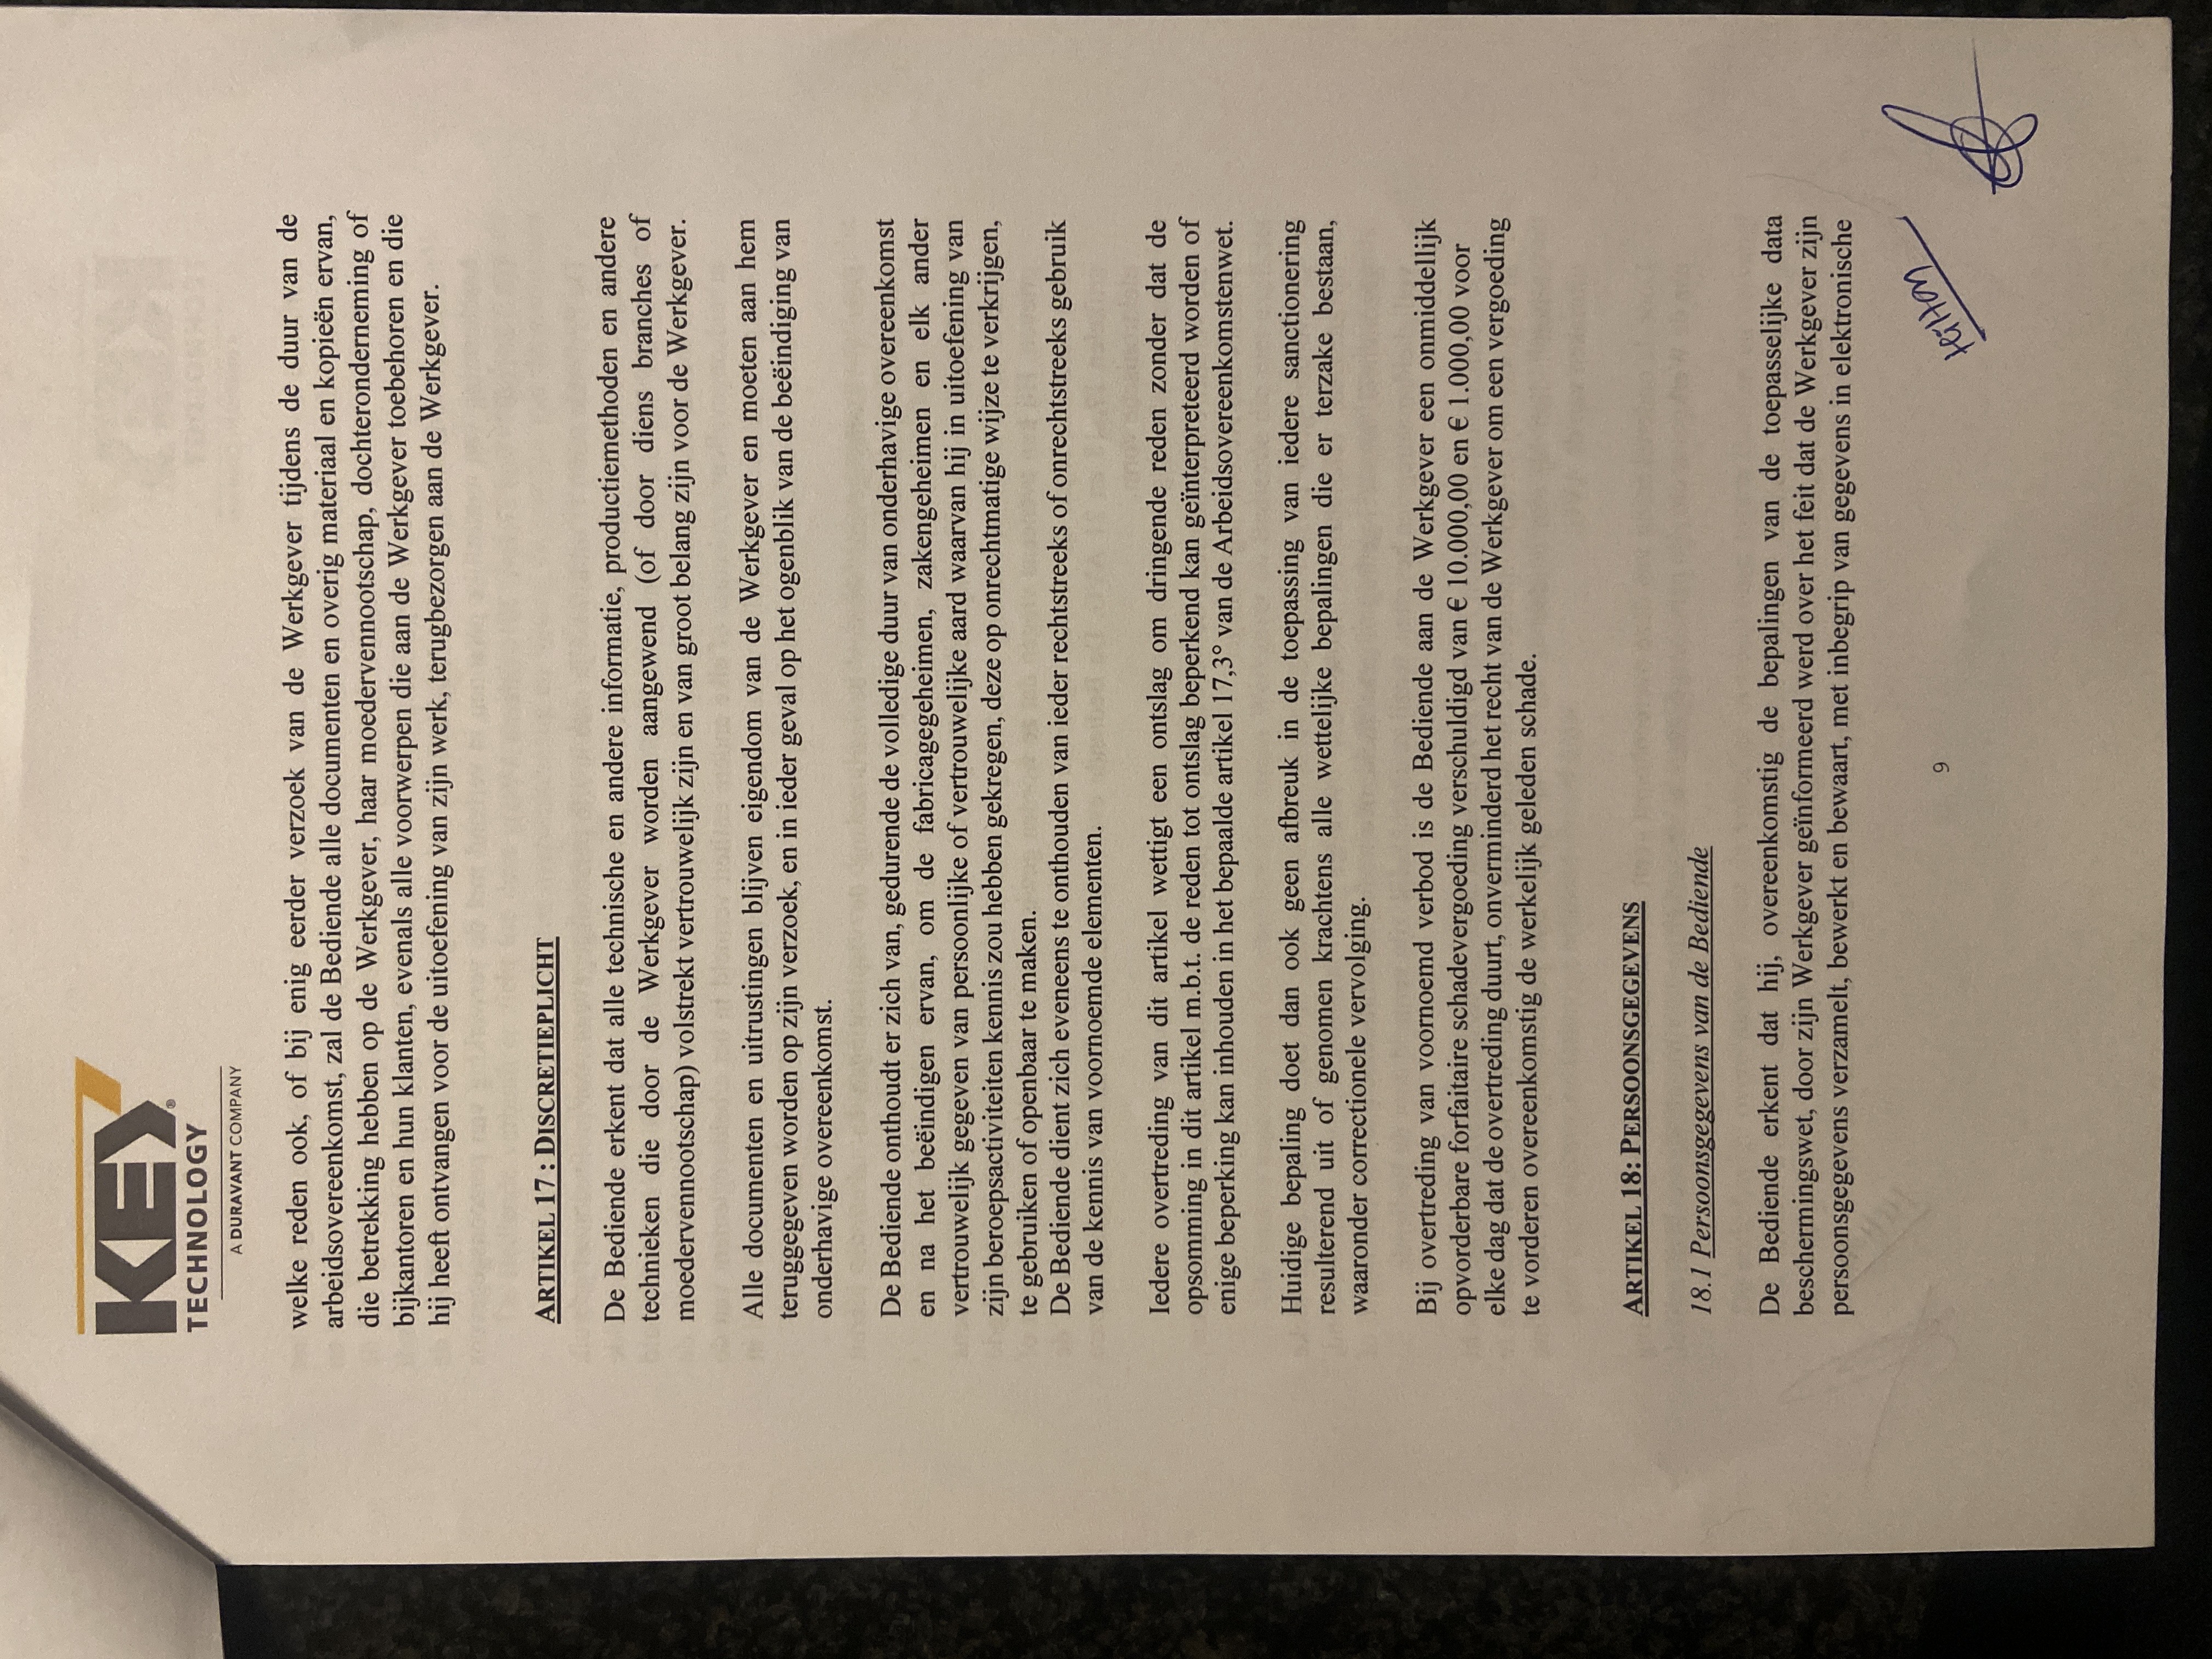 KEY
TECHNOLOGY
A DURAVANT COMPANY
welke reden ook, of bij enig eerder verzoek van de Werkgever tijdens de duur van de
arbeidsovereenkomst, zal de Bediende alle documenten en overig materiaal en kopieën ervan,
die betrekking hebben op de Werkgever, haar moedervennootschap, dochteronderneming of
bijkantoren en hun klanten, evenals alle voorwerpen die aan de Werkgever toebehoren en die
hij heeft ontvangen voor de uitoefening van zijn werk, terugbezorgen aan de Werkgever.
ARTIKEL 17 : DISCRETIEPLICHT
De Bediende erkent dat alle technische en andere informatie, productiemethoden en andere
technieken die door de Werkgever worden aangewend (of door diens branches of
moedervennootschap) volstrekt vertrouwelijk zijn en van groot belang zijn voor de Werkgever.
Alle documenten en uitrustingen blijven eigendom van de Werkgever en moeten aan hem
teruggegeven worden op zijn verzoek, en in ieder geval op het ogenblik van de beëindiging van
onderhavige overeenkomst.
De Bediende onthoudt er zich van, gedurende de volledige duur van onderhavige overeenkomst
en na het beëindigen ervan, om de fabricagegeheimen, zakengeheimen en elk ander
vertrouwelijk gegeven van persoonlijke of vertrouwelijke aard waarvan hij in uitoefening van
zijn beroepsactiviteiten kennis zou hebben gekregen, deze op onrechtmatige wijze te verkrijgen,
te gebruiken of openbaar te maken.
De Bediende dient zich eveneens te onthouden van ieder rechtstreeks of onrechtstreeks gebruik
van de kennis van voornoemde elementen.
Iedere overtreding van dit artikel wettigt een ontslag om dringende reden zonder dat de
opsomming in dit artikel m.b.t. de reden tot ontslag beperkend kan geïnterpreteerd worden of
enige beperking kan inhouden in het bepaalde artikel 17,3° van de Arbeidsovereenkomstenwet.
Huidige bepaling doet dan ook geen afbreuk in de toepassing van iedere sanctionering
resulterend uit of genomen krachtens alle wettelijke bepalingen die er terzake bestaan,
waaronder correctionele vervolging.
Bij overtreding van voornoemd verbod is de Bediende aan de Werkgever een onmiddellijk
opvorderbare forfaitaire schadevergoeding verschuldigd van € 10.000,00 en € 1.000,00 voor
elke dag dat de overtreding duurt, onverminderd het recht van de Werkgever om een vergoeding
te vorderen overeenkomstig de werkelijk geleden schade.
ARTIKEL 18: PERSOONSGEGEVENS
18.1 Persoonsgegevens van de Bediende
De Bediende erkent dat hij, overeenkomstig de bepalingen van de toepasselijke data
beschermingswet, door zijn Werkgever geïnformeerd werd over het feit dat de Werkgever zijn
persoonsgegevens verzamelt, bewerkt en bewaart, met inbegrip van gegevens in elektronische
9